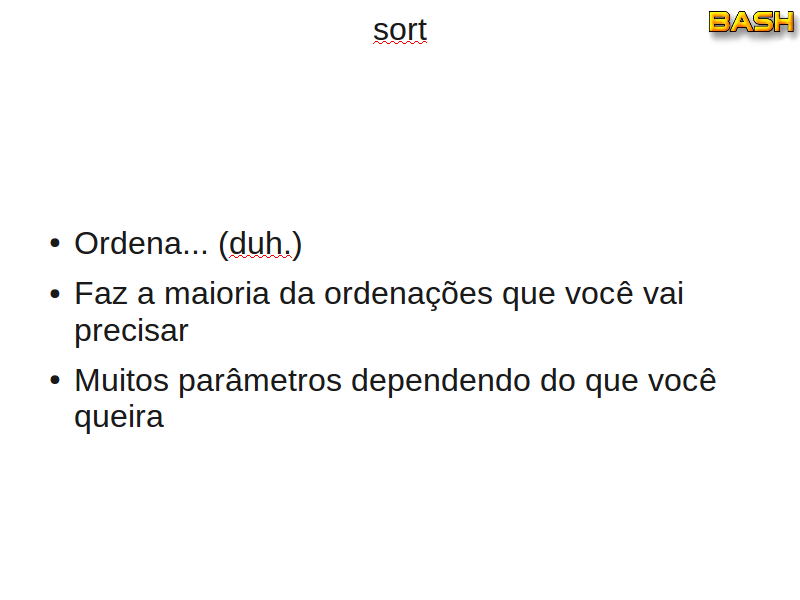 sort
BASH
• Ordena... (duh.)
• Faz a maioria da ordenações que você vai
precisar
• Muitos parâmetros dependendo do que você
queira